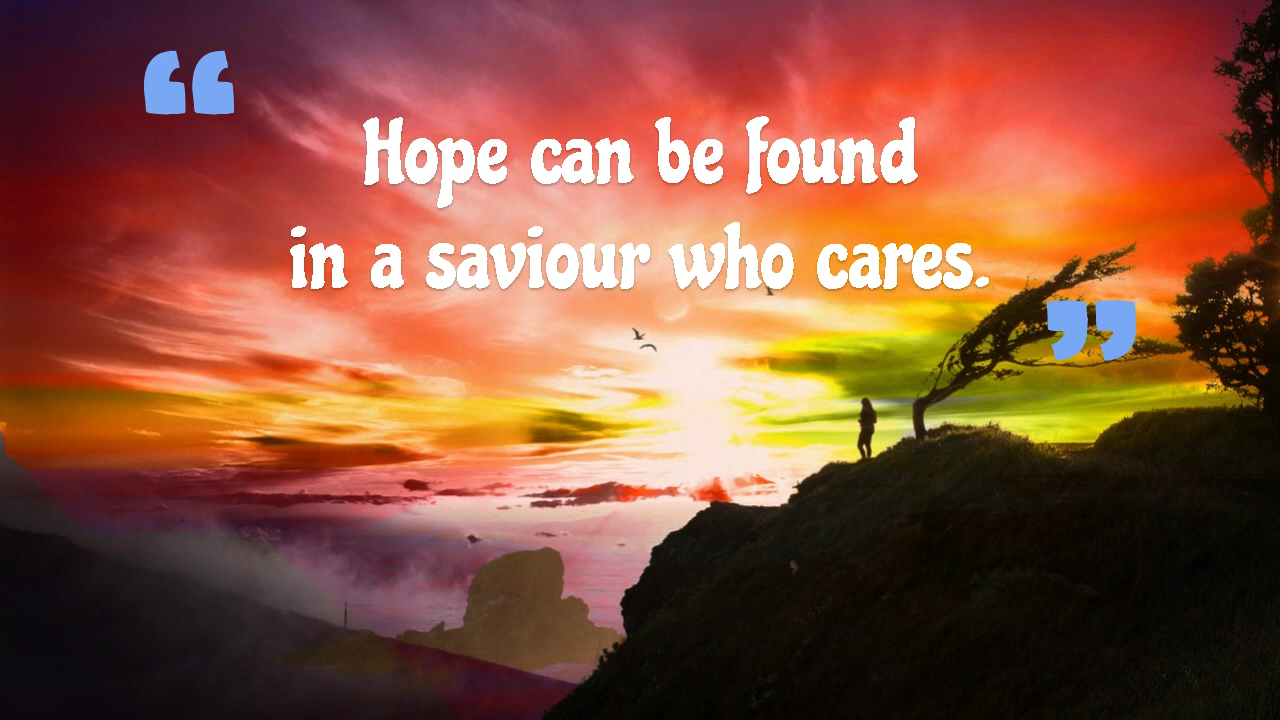 “
Hope can be found
in a saviour who cares.
”